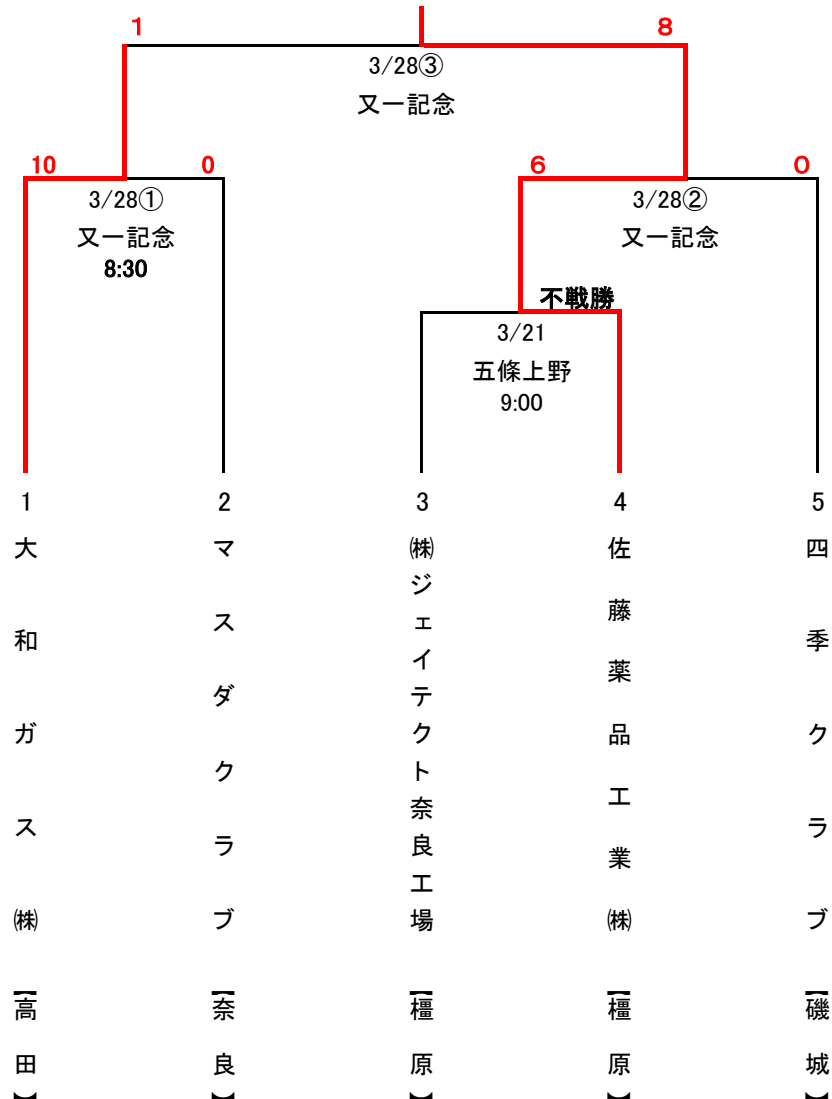 1
8
3/28③
又一記念
10
0
6
0
3/28①
又一記念
8:30
3/28②
又一記念
不戦勝
3/21
五條上野
9:00
1
2
3
4
5
大和ガス㈱【高田】
マスダクラブ【奈良】
㈱ジェイテクト奈良工場【橿原】
佐藤薬品工業㈱【橿原】
四季クラブ【磯城】